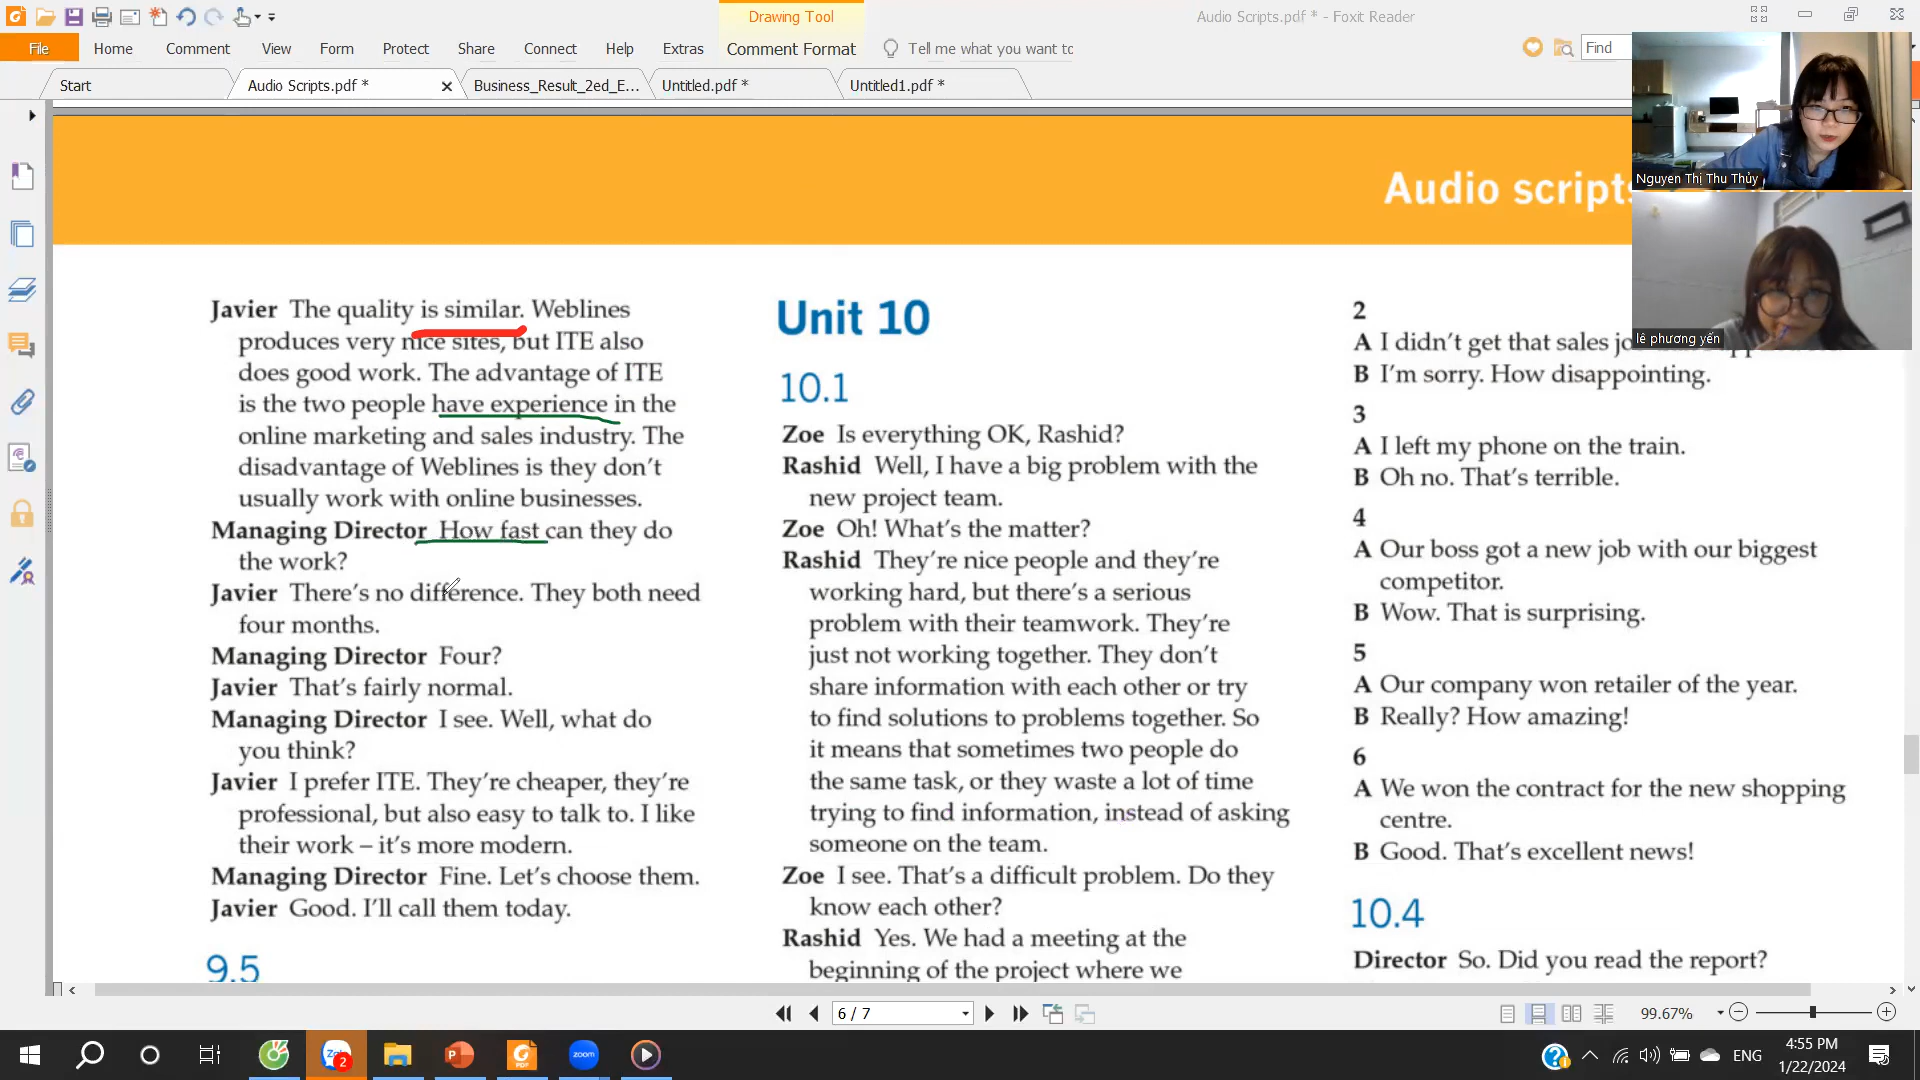 Drawing Tool
Audio Scripts.pdf * - Foxit Reader
File
Home
Comment
View
Form
Protect
Share
Connect
Help
Extras
Comment Format
Tell me what you want to
Find
Start
Audio Scripts.pdf *
Business_Result_2ed_E...
Untitled.pdf *
Untitled1.pdf *
Nguyen Thị Thu Thủy
lê phương yến
Audio scripts
Javier The quality is similar. Weblines
produces very nice sites, but ITE also
does good work. The advantage of ITE
is the two people have experience in the
online marketing and sales industry. The
disadvantage of Weblines is they don't
usually work with online businesses.
Managing Director How fast can they do
the work?
Javier There's no difference. They both need
four months.
Managing Director Four?
Javier That's fairly normal.
Managing Director I see. Well, what do
you think?
Javier I prefer ITE. They're cheaper, they're
professional, but also easy to talk to. I like
their work – it's more modern.
Managing Director Fine. Let's choose them.
Javier Good. I'll call them today.
9.5
Unit 10
10.1
Zoe Is everything OK, Rashid?
Rashid Well, I have a big problem with the
new project team.
Zoe Oh! What's the matter?
Rashid They're nice people and they're
working hard, but there's a serious
problem with their teamwork. They're
just not working together. They don't
share information with each other or try
to find solutions to problems together. So
it means that sometimes two people do
the same task, or they waste a lot of time
trying to find information, instead of asking
someone on the team.
Zoe I see. That's a difficult problem. Do they
know each other?
Rashid Yes. We had a meeting at the
beginning of the project where we
2
A I didn't get that sales jo
B I'm sorry. How disappointing.
3
A I left my phone on the train.
B Oh no. That's terrible.
4
A Our boss got a new job with our biggest
competitor.
B Wow. That is surprising.
5
A Our company won retailer of the year.
B Really? How amazing!
6
A We won the contract for the new shopping
centre.
B Good. That's excellent news!
10.4
Director So. Did you read the report?
6 / 7
99.67%
2
zoom
ENG
4:55 PM
1/22/2024